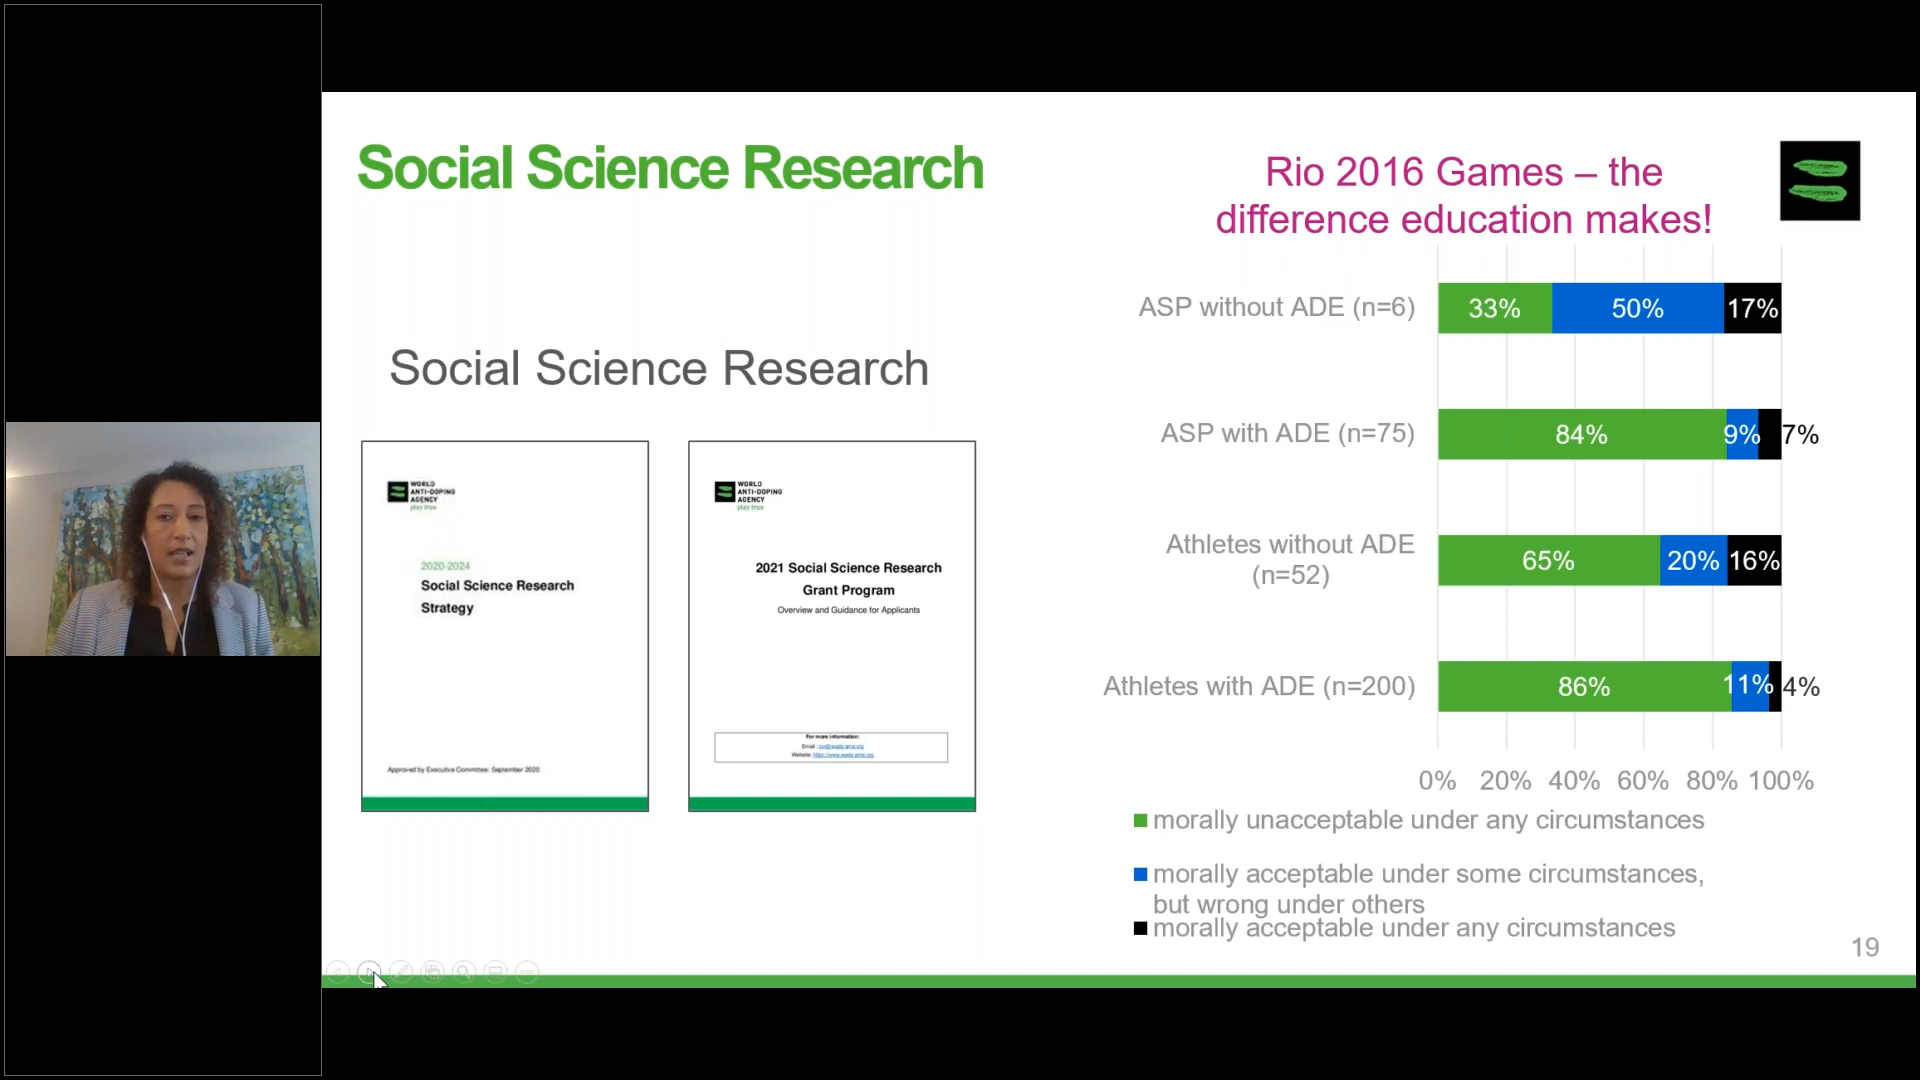 Social Science Research
Social Science Research
WORLD
ANTI-DOPING
AGENCY
play true
2020-2024
Social Science Research
Strategy
Approved by Executive Committee: September 2020
WORLD
ANTI-DOPING
AGENCY
play true
2021 Social Science Research
Grant Program
Overview and Guidance for Applicants
For more information:
Email:
Website: https://www.wada-ama.org
Rio 2016 Games – the
difference education makes!
ASP without ADE (n=6)
33% 50% 17%
ASP with ADE (n=75)
84% 9% 7%
Athletes without ADE
(n=52)
65% 20% 16%
Athletes with ADE (n=200)
86% 11% 4%
0% 20% 40% 60% 80% 100%
morally unacceptable under any circumstances
morally acceptable under some circumstances,
but wrong under others
morally acceptable under any circumstances
19